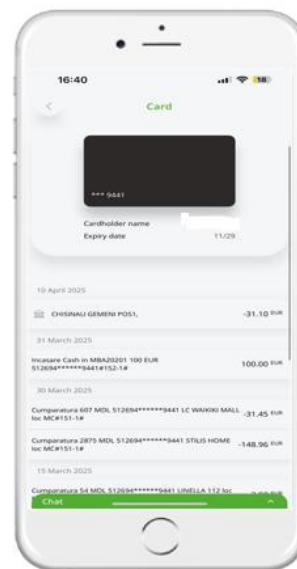 16:40
58
Card
*** 9441
Cardholder name
Expiry date 11/29
10 April 2025
CHISINAU GEMENI POS1, -31.10 EUR
31 March 2025
Incasare Cash in MBA20201 100 EUR
512694******9441#152-1# 100.00 EUR
30 March 2025
Cumparatura 607 MDL 512694******9441 LC WAIKIKI MALL
loc MC#151-1# -31.45 EUR
Cumparatura 2875 MDL 512694******9441 STILIS HOME
loc MC#151-1# -148.96 EUR
15 March 2025
Cumparatura 54 MDL 512694******9441 LINELLA 112 loc
Chat